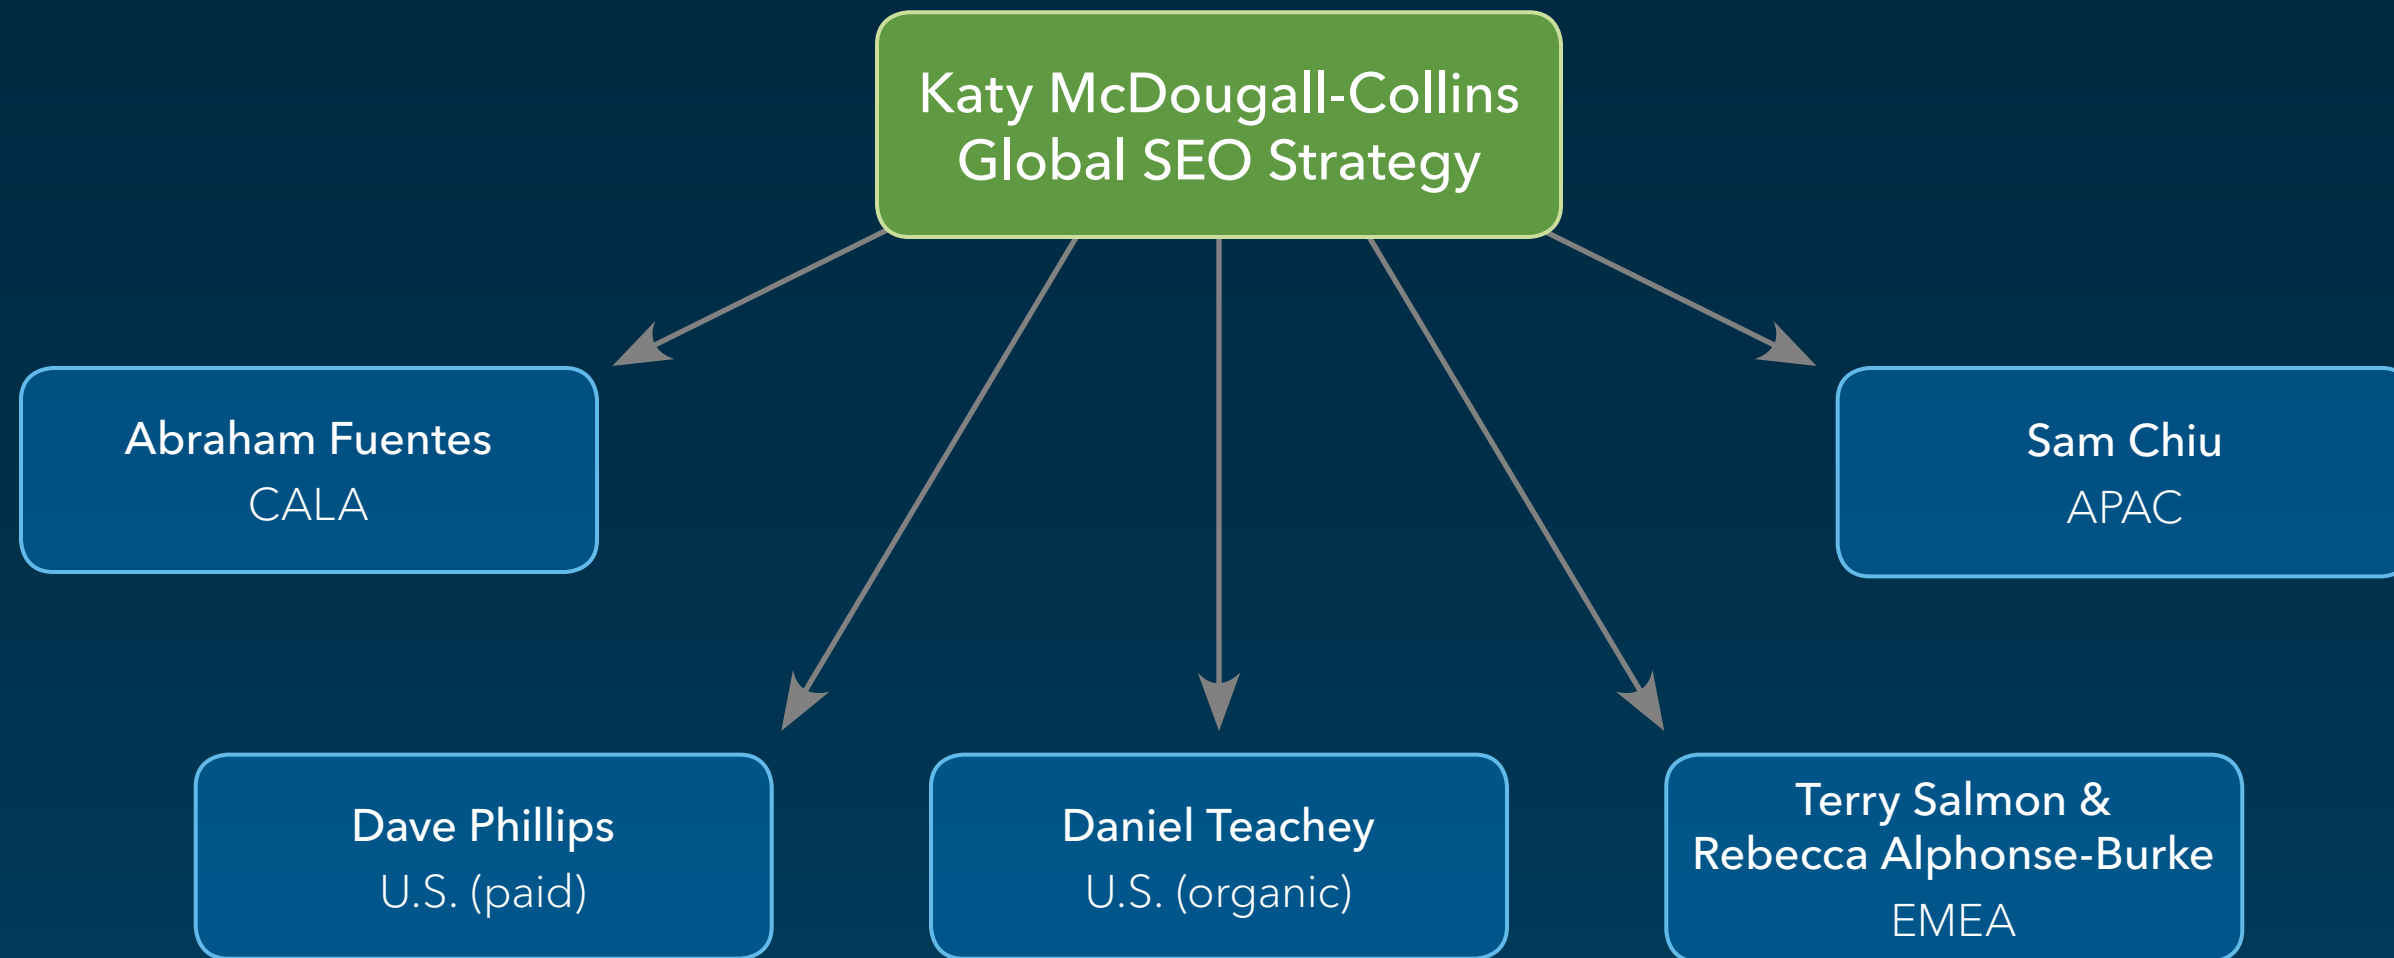 Katy McDougall-Collins
Global SEO Strategy
Abraham Fuentes
CALA
Sam Chiu
APAC
Dave Phillips
U.S. (paid)
Daniel Teachey
U.S. (organic)
Terry Salmon &
Rebecca Alphonse-Burke
EMEA